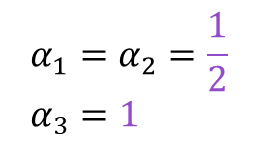 α₁ = α₂ = 1/2
α₃ = 1